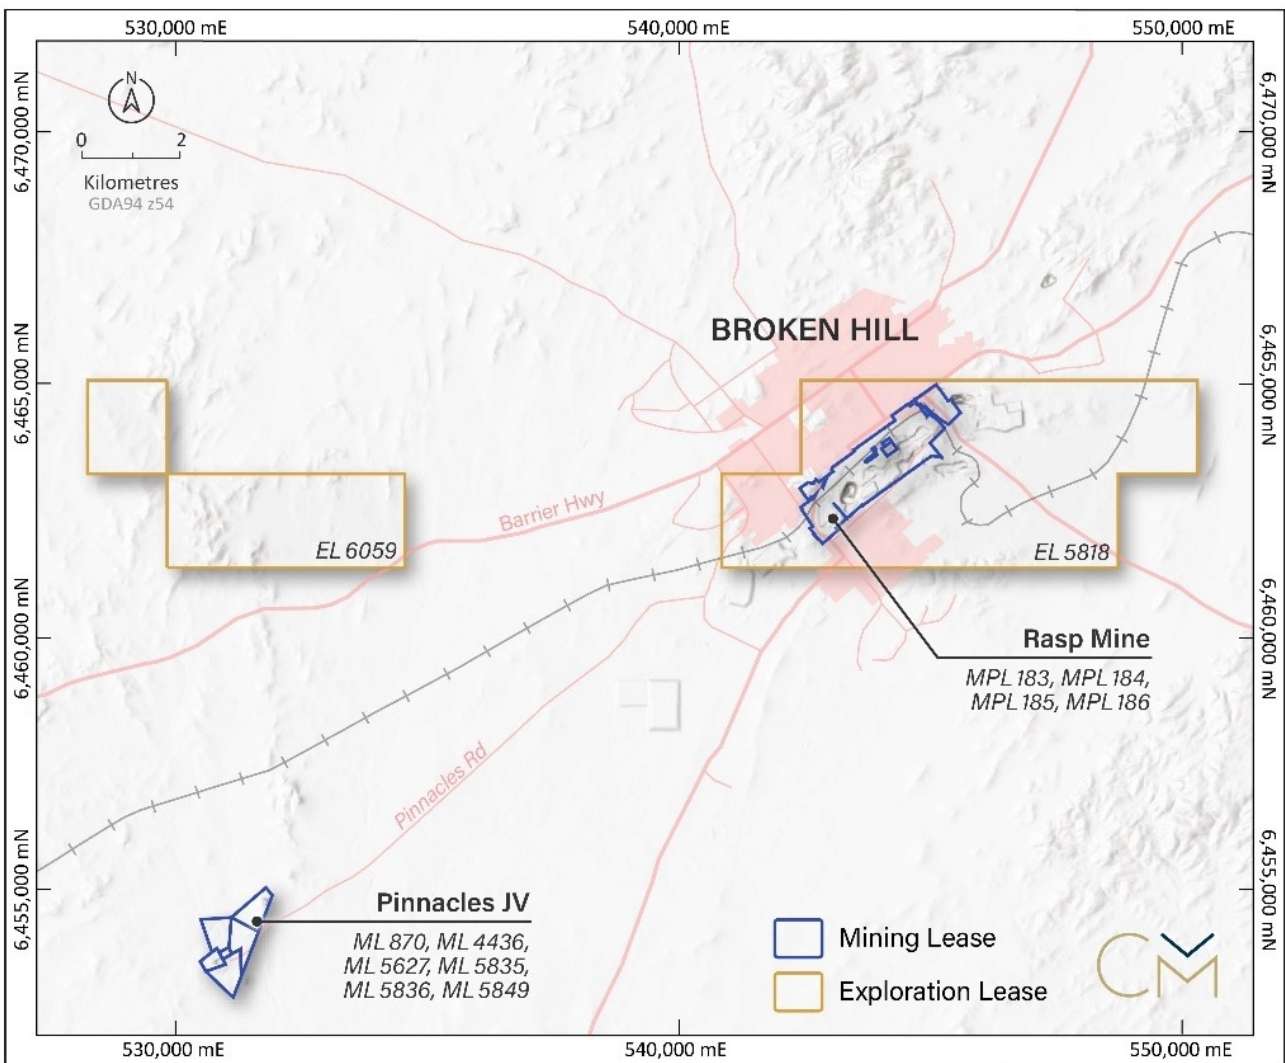 530,000 mE
540,000 mE
550,000 mE
N
0 2
Kilometres
GDA94 z54
6,470,000 mN
6,470,000 mN
BROKEN HILL
6,465,000 mN
6,465,000 mN
Barrier Hwy
EL 6059
EL 5818
6,460,000 mN
6,460,000 mN
Rasp Mine
MPL 183, MPL 184,
MPL 185, MPL 186
Pinnacles Rd
6,455,000 mN
6,455,000 mN
Pinnacles JV
ML 870, ML 4436,
ML 5627, ML 5835,
ML 5836, ML 5849
Mining Lease
Exploration Lease
CM
530,000 mE
540,000 mE
550,000 mE